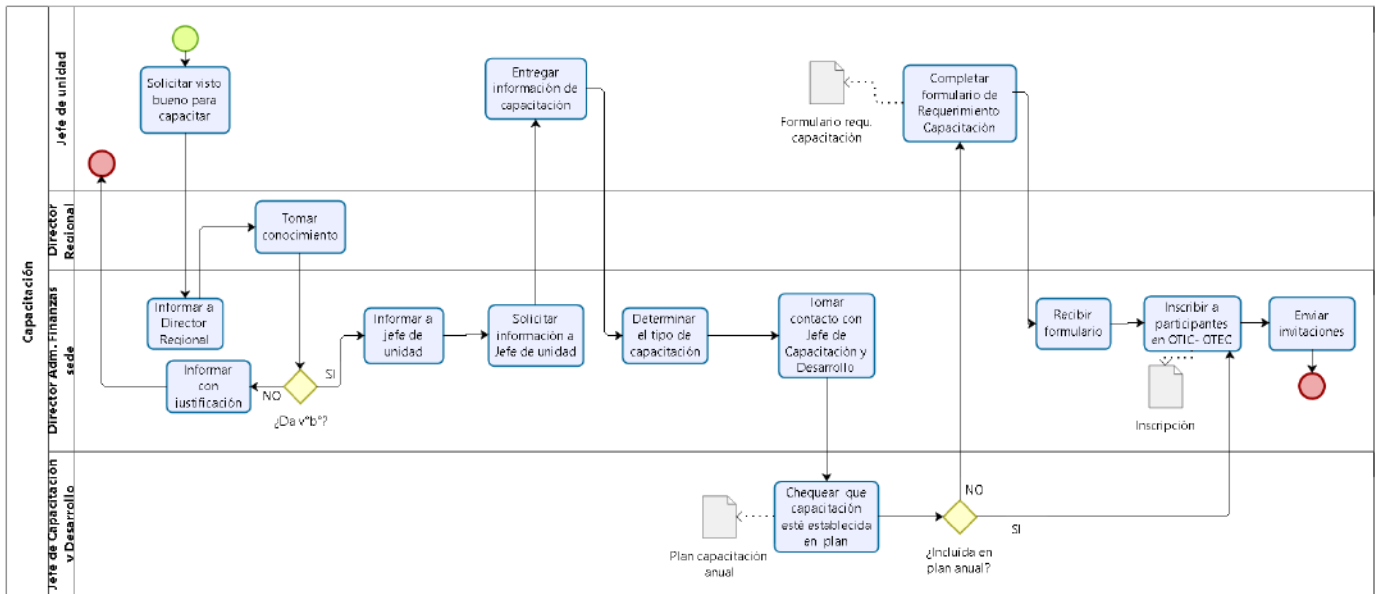 Capacitación
Jefe de unidad
Solicitar visto
bueno para
capacitar
Entregar
información de
capacitación
Formulario requ.
capacitación
Completar
formulario de
Requerimiento
Capacitación
Director
Regional
Tomar
conocimiento
Director Adm. Finanzas
sede
Informar a
Director
Regional
Informar
con
justificación
NO
SI
¿Da v°b°?
Informar a
jefe de
unidad
Solicitar
información a
Jefe de unidad
Determinar
el tipo de
capacitación
Tomar
contacto con
Jefe de
Capacitación y
Desarrollo
Recibir
formulario
Inscribir a
participantes
en OTIC- OTEC
Inscripción
Enviar
invitaciones
Jefe de Capacitación
y Desarrollo
Plan capacitación
anual
Chequear que
capacitación
esté establecida
en plan
NO
SI
¿Incluída en
plan anual?